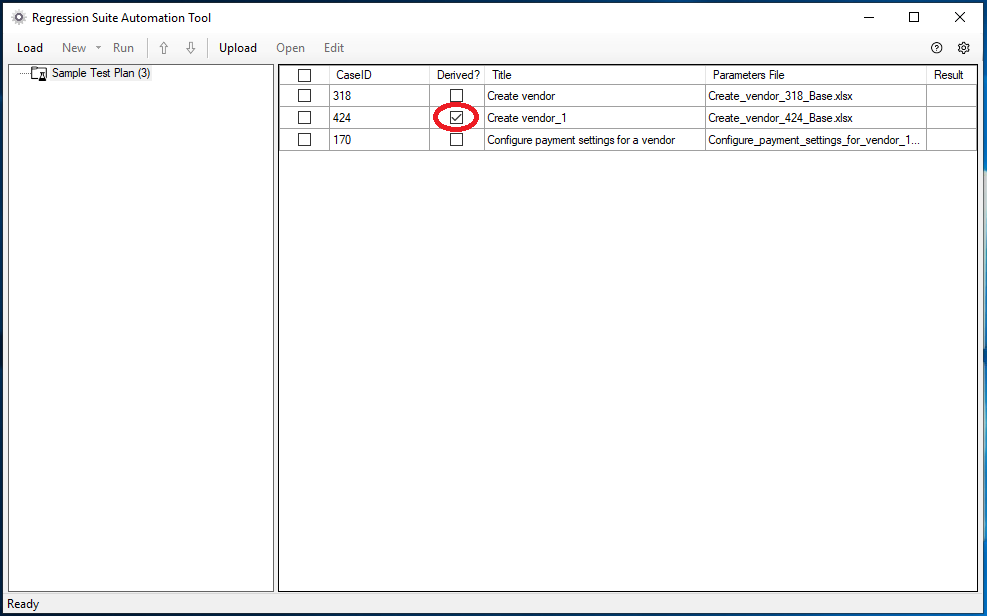 Regression Suite Automation Tool
Load New Run Upload Open Edit
Sample Test Plan (3)
CaseID Derived? Title Parameters File Result
318 Create vendor Create_vendor_318_Base.xlsx
424 Create vendor_1 Create_vendor_424_Base.xlsx
170 Configure payment settings for a vendor Configure_payment_settings_for_vendor_1...
Ready